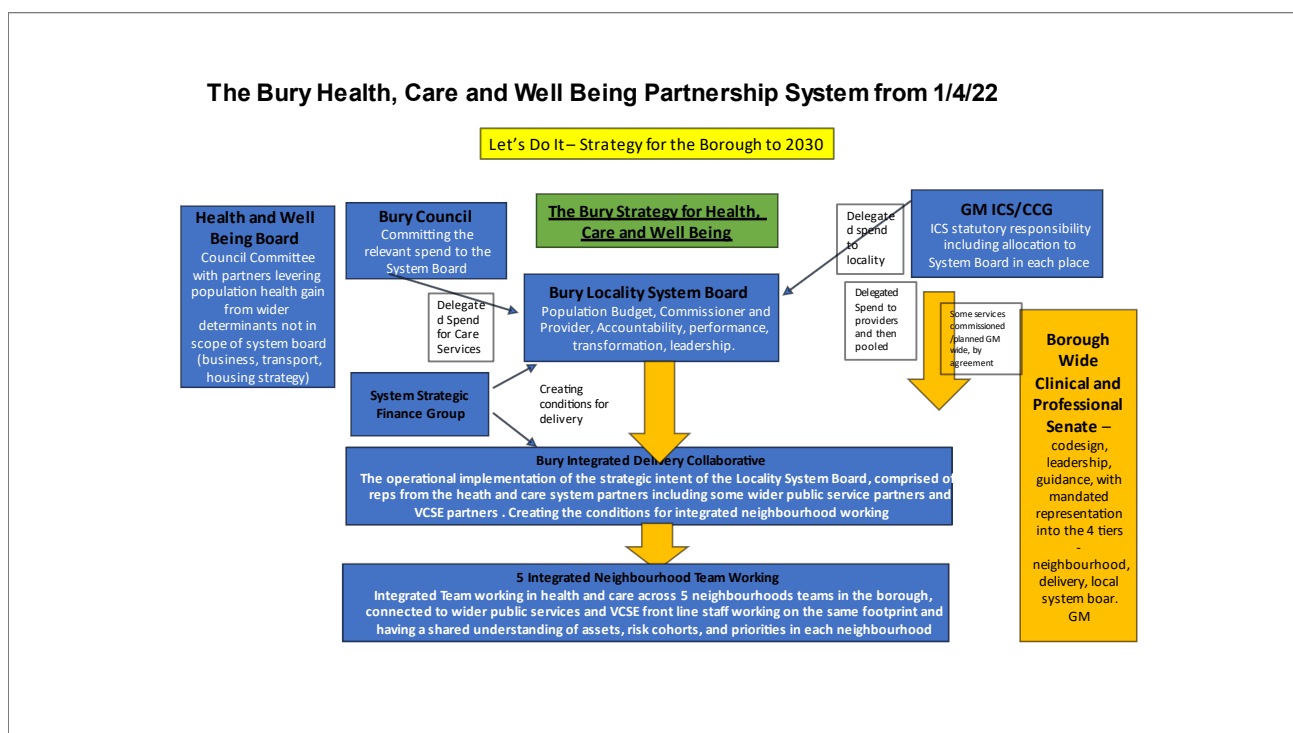 The Bury Health, Care and Well Being Partnership System from 1/4/22
Let's Do It – Strategy for the Borough to 2030
Health and Well
Being Board
Council Committee
with partners levering
population health gain
from wider
determinants not in
scope of system board
(business, transport,
housing strategy)
Bury Council
Committing the
relevant spend to the
System Board
The Bury Strategy for Health,
Care and Well Being
Delegate
d spend
to
locality
GM ICS/CCG
ICS statutory responsibility
including allocation to
System Board in each place
Delegate
d Spend
for Care
Services
Bury Locality System Board
Population Budget, Commissioner and
Provider, Accountability, performance,
transformation, leadership.
Delegated
Spend to
providers
and then
pooled
Some services
commissioned
/planned GM
wide, by
agreement
Borough
Wide
Clinical and
Professional
Senate –
codesign,
leadership,
guidance, with
mandated
representation
into the 4 tiers
-
neighbourhood,
delivery, local
system boar.
GM
System Strategic
Finance Group
Creating
conditions for
delivery
Bury Integrated Delivery Collaborative
The operational implementation of the strategic intent of the Locality System Board, comprised of
reps from the heath and care system partners including some wider public service partners and
VCSE partners . Creating the conditions for integrated neighbourhood working
5 Integrated Neighbourhood Team Working
Integrated Team working in health and care across 5 neighbourhoods teams in the borough,
connected to wider public services and VCSE front line staff working on the same footprint and
having a shared understanding of assets, risk cohorts, and priorities in each neighbourhood